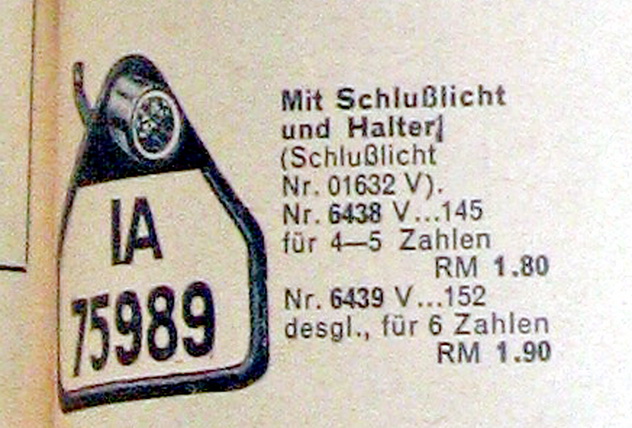 IA
75989
Mit Schlußlicht
und Halter
(Schlußlicht
Nr. 01632 V).
Nr. 6438 V...145
für 4—5 Zahlen
RM 1.80
Nr. 6439 V...152
desgl., für 6 Zahlen
RM 1.90